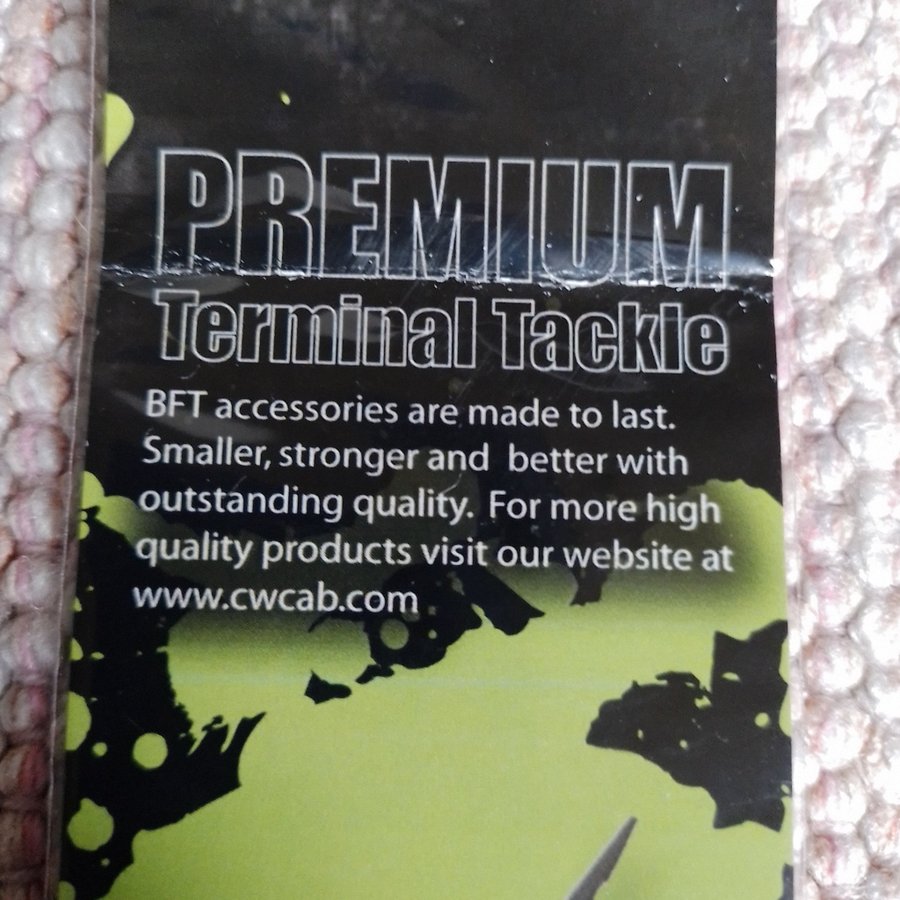 PREMIUM
Terminal Tackle
BFT accessories are made to last.
Smaller, stronger and better with
outstanding quality. For more high
quality products visit our website at
www.cwcab.com